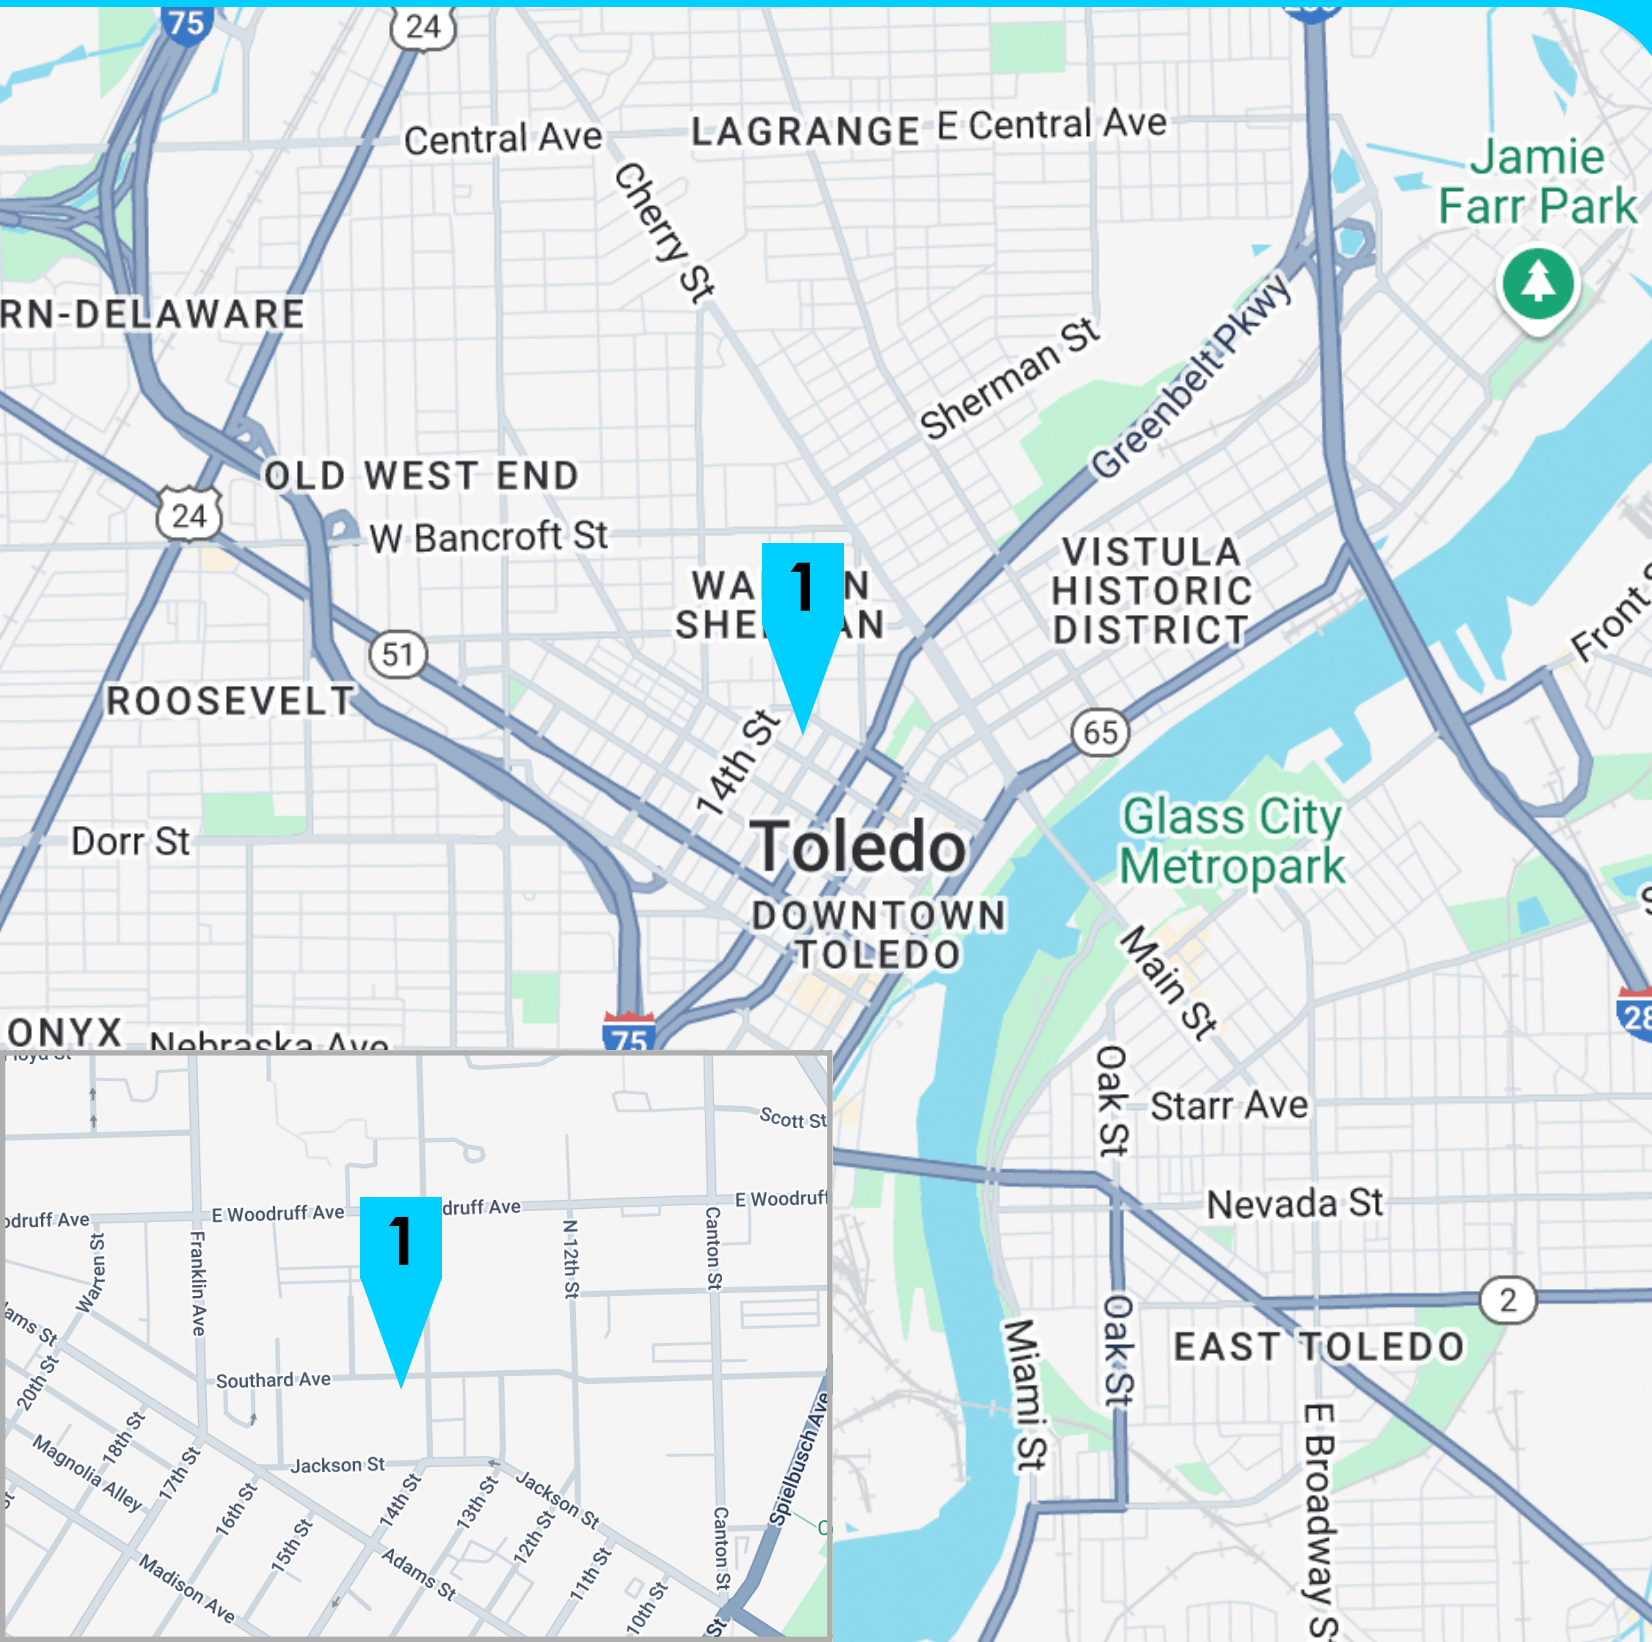 75
24
LAGRANGE
E Central Ave
Central Ave
Jamie
Farr Park
Cherry St
RN-DELAWARE
Greenbelt Pkwy
Sherman St
OLD WEST END
24
W Bancroft St
VISTULA
HISTORIC
DISTRICT
1
Front
51
ROOSEVELT
14th St
65
Glass City
Metropark
Dorr St
Toledo
DOWNTOWN
TOLEDO
Main St
28
ONYX
Nebraska Ave
75
Oak St
Starr Ave
Nevada St
2
Oak St
EAST TOLEDO
Miami St
E Broadway S
Scott St
E Woodruff Ave
druff Ave
E Woodruff
odruff Ave
Warren St
Franklin Ave
1
N 12th St
Canton St
ams St
20th St
Southard Ave
Spielbusch Ave
18th St
Magnolia Alley
17th St
Jackson St
16th St
14th St
13th St
Jackson St
15th St
12th St
Canton St
Madison Ave
Adams St
11th St
10th St
St